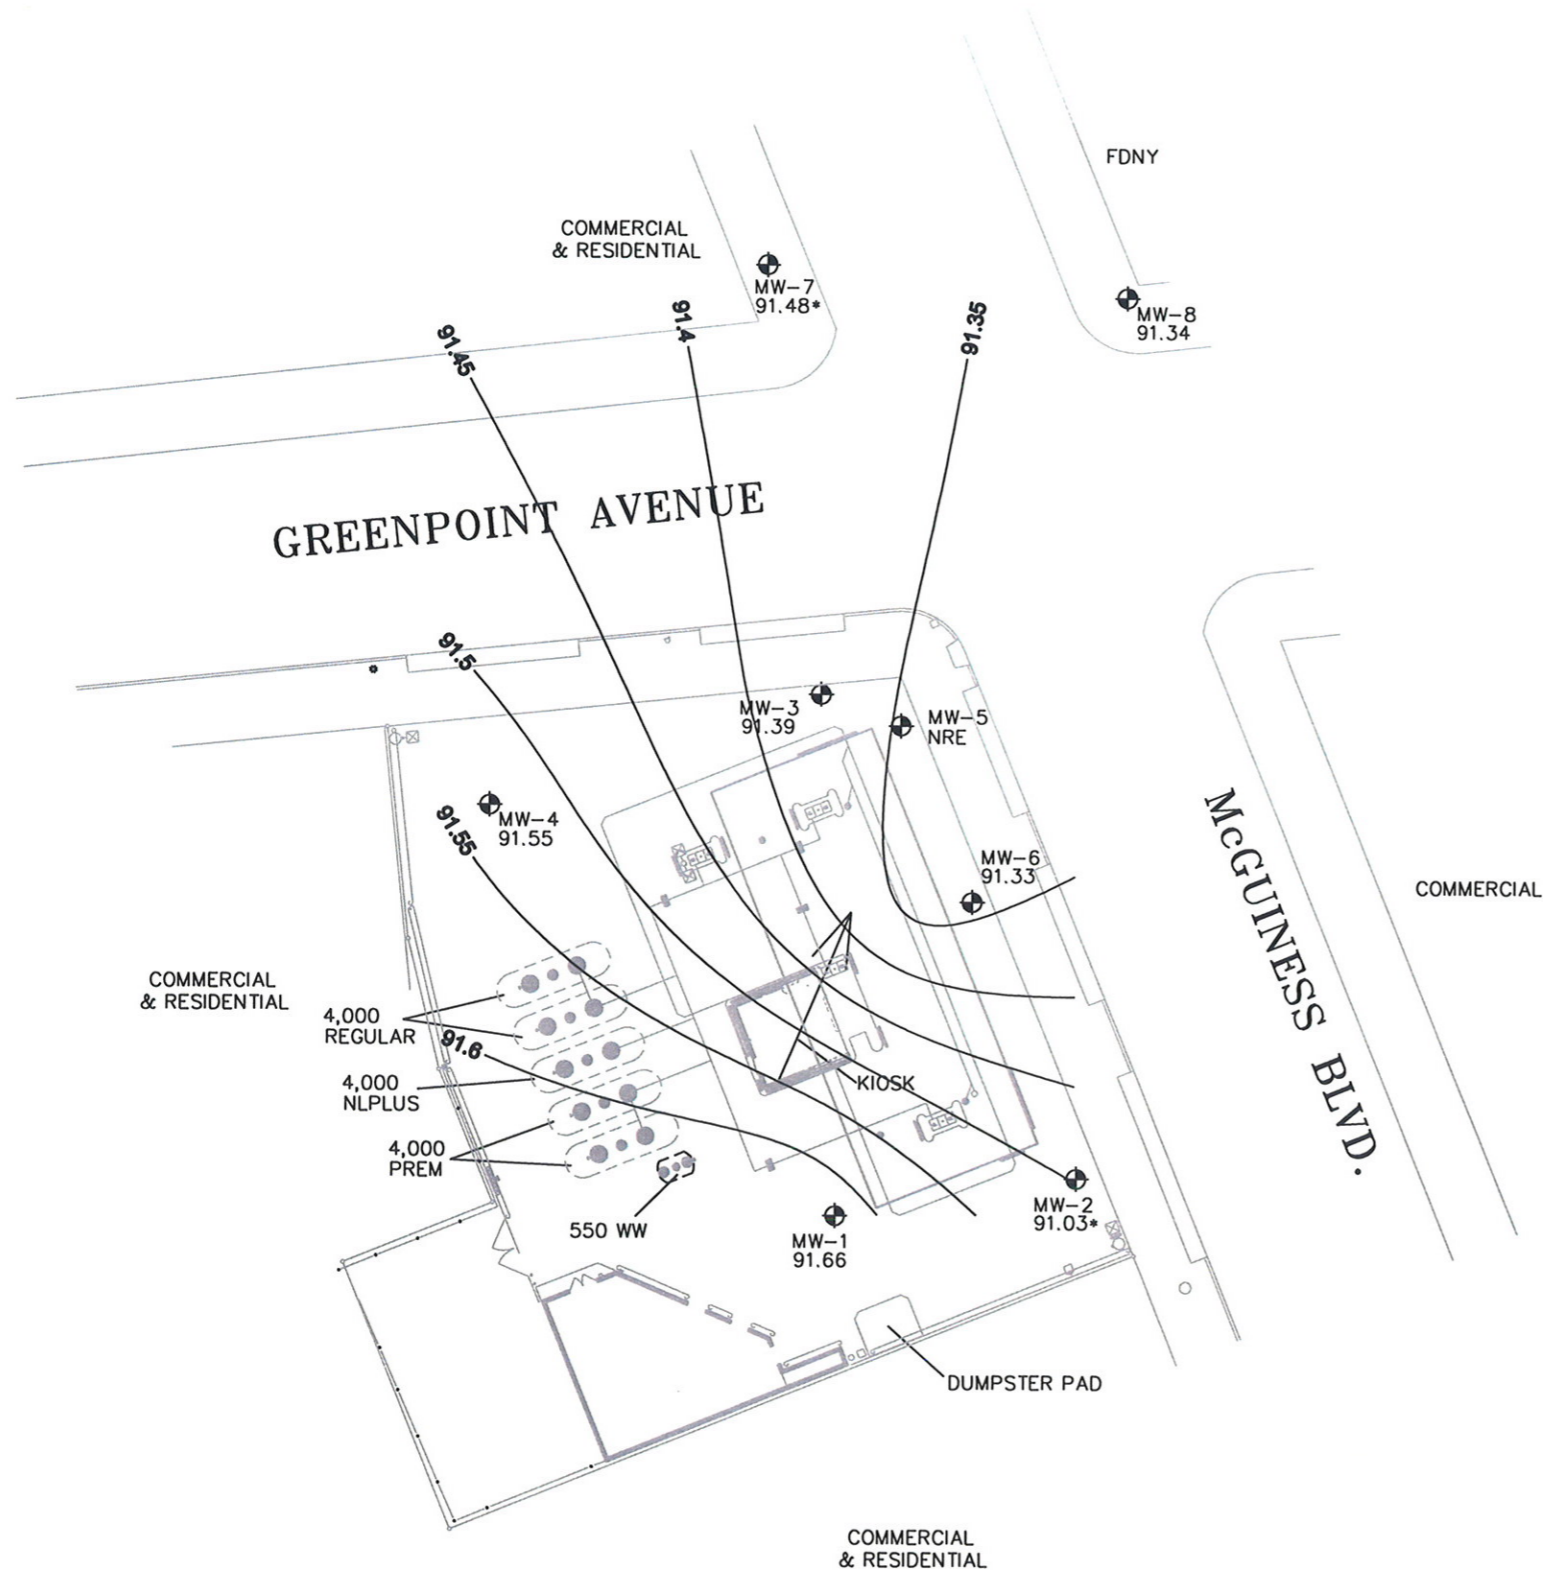 FDNY
COMMERCIAL
& RESIDENTIAL
MW-7
91.48*
91.4
91.35
MW-8
91.34
91.45
GREENPOINT AVENUE
91.5
MW-3
91.39
MW-5
NRE
91.55
MW-4
91.55
MW-6
91.33
McGUINESS BLVD.
COMMERCIAL
COMMERCIAL
& RESIDENTIAL
4,000
REGULAR
91.6
4,000
NLPLUS
KIOSK
4,000
PREM
550 WW
MW-1
91.66
MW-2
91.03*
DUMPSTER PAD
COMMERCIAL
& RESIDENTIAL